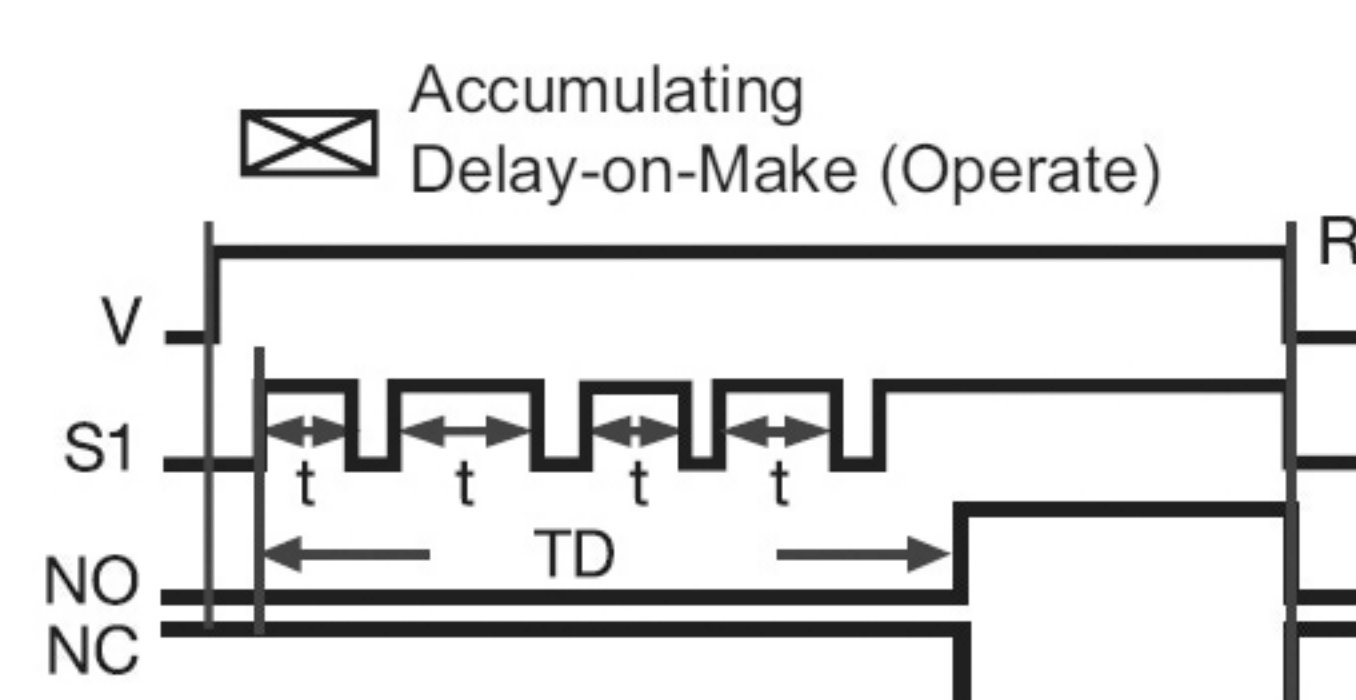 Accumulating
Delay-on-Make (Operate)
R
V
S1
t t t t
TD
NO
NC